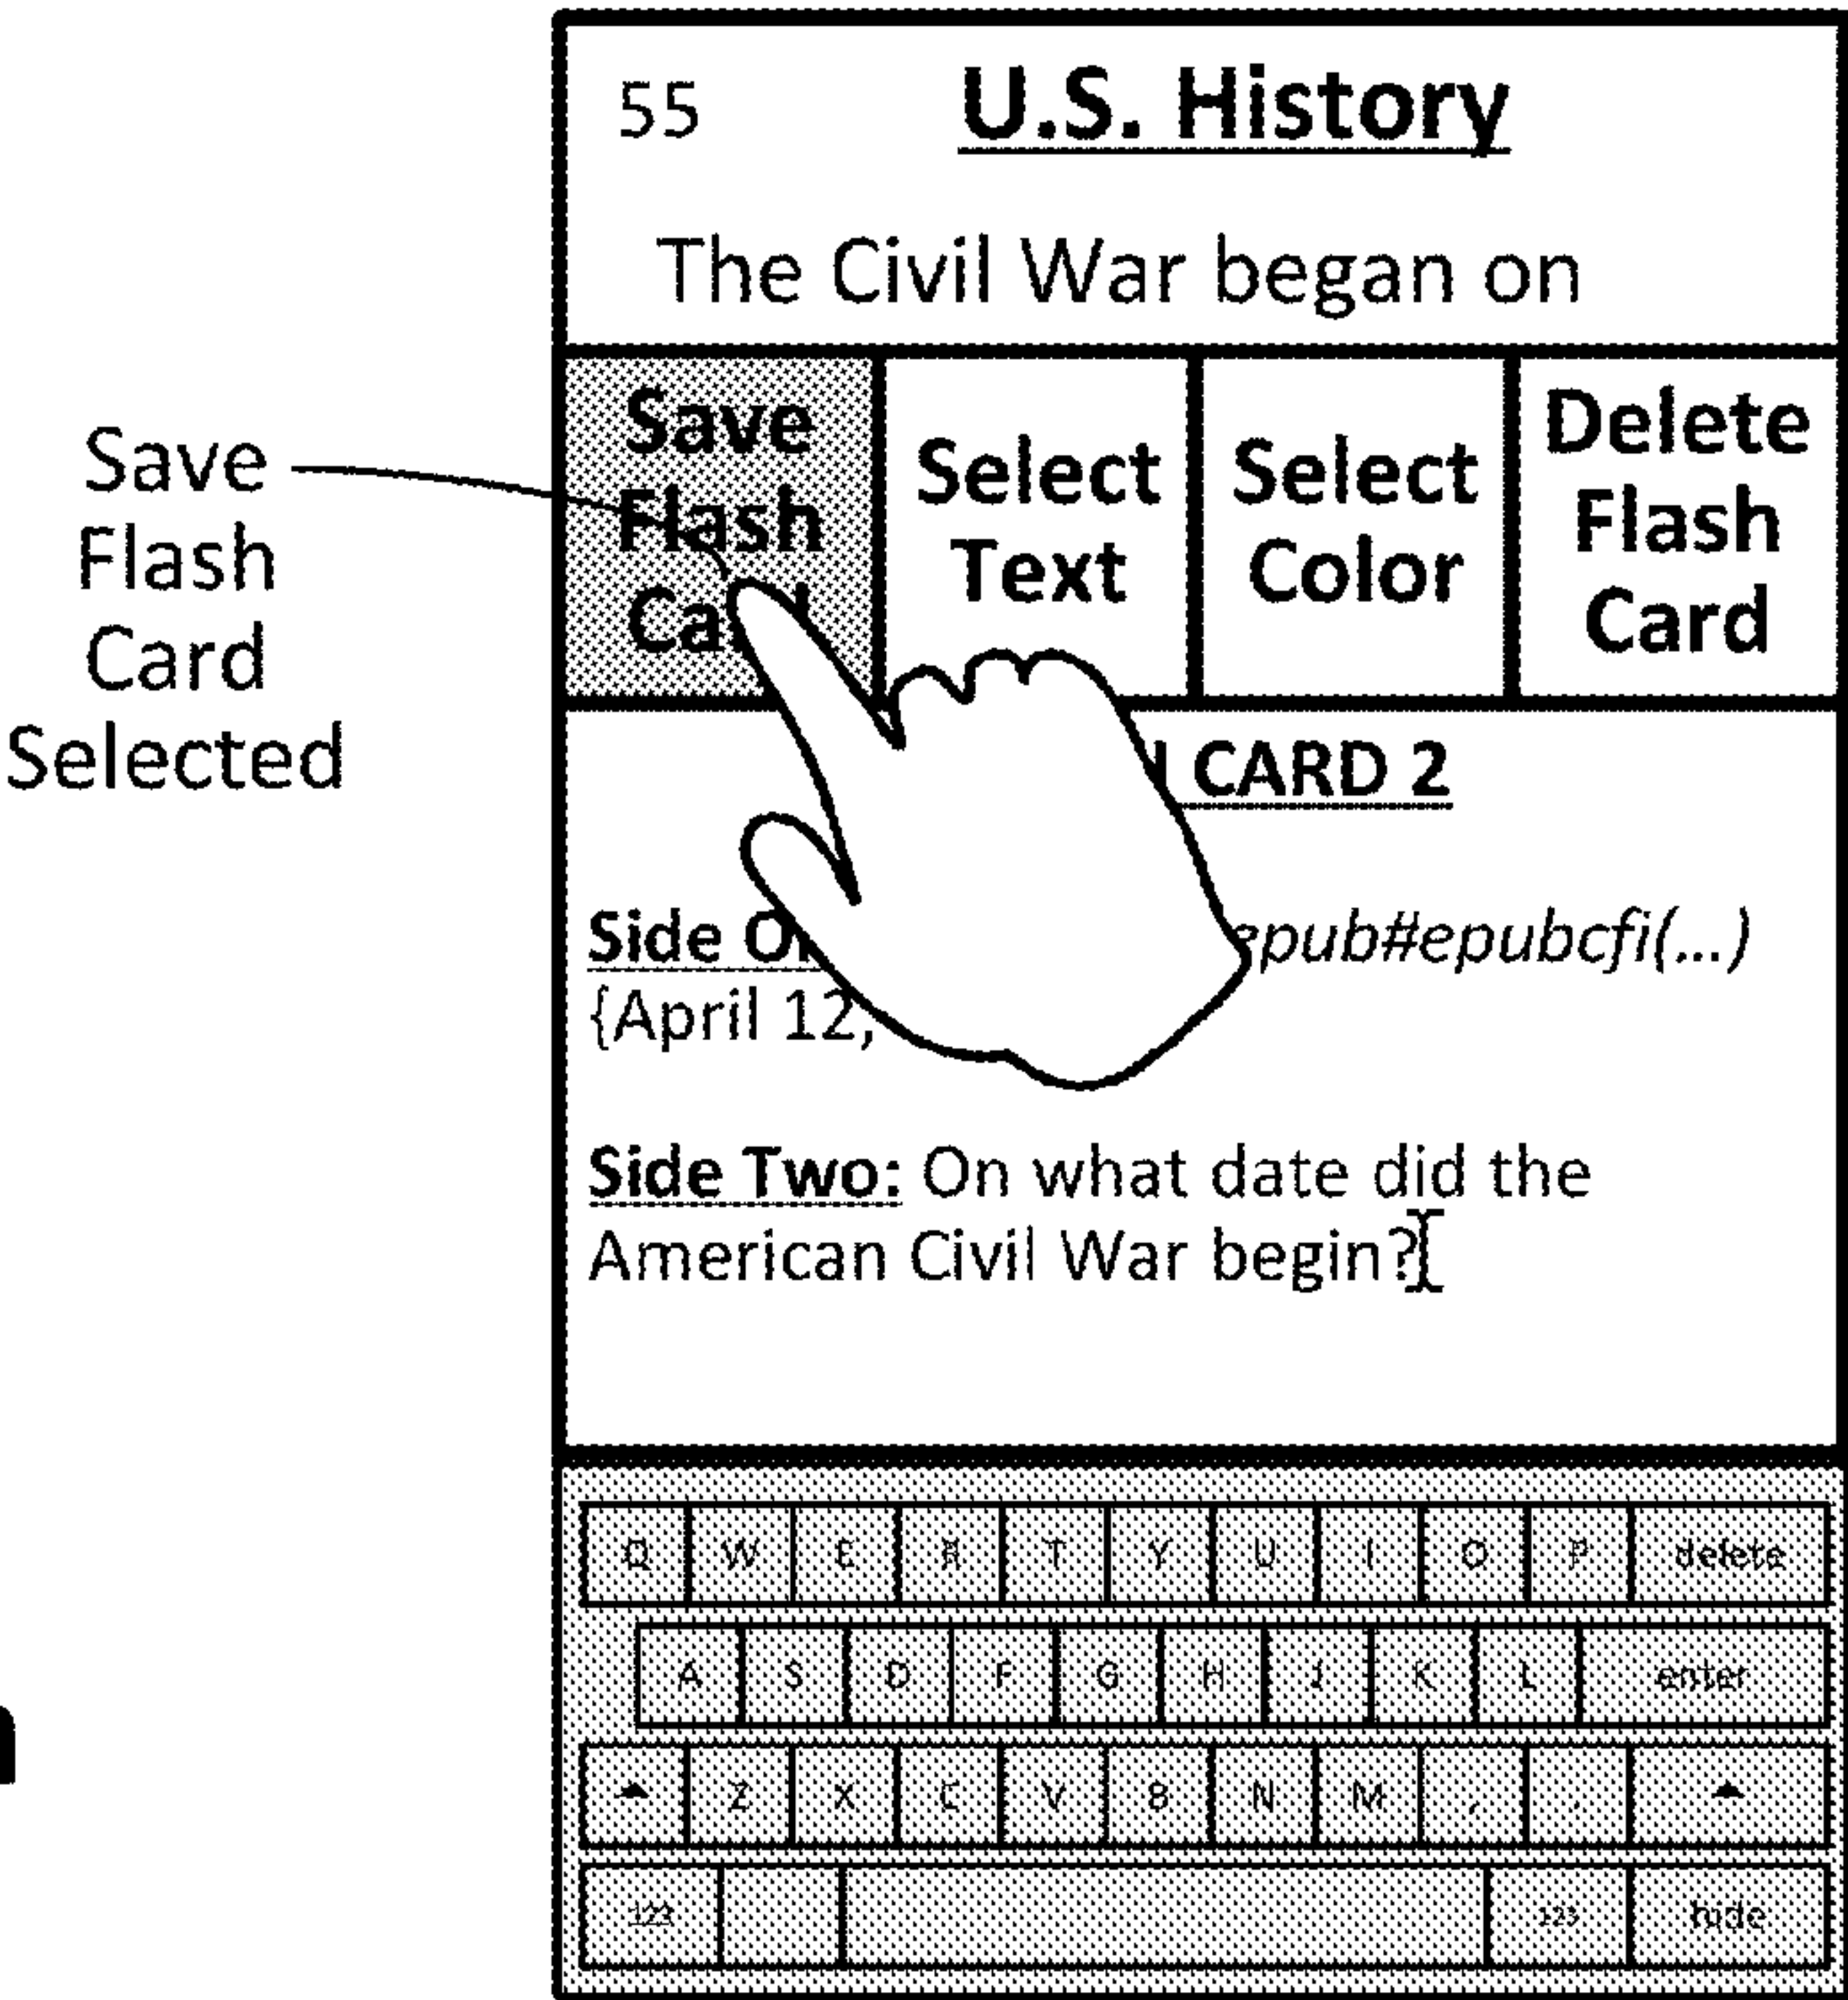 55 U.S. History
The Civil War began on
Save
Flash
Card
Selected
Save
Flash
Select
Text
Select
Color
Delete
Flash
Card
CARD 2
Side epub#epubcfi(...)
{April 12,
Side Two: On what date did the
American Civil War begin?
Q W E R T Y U I O P delete
A S D F G H J K L enter
Z X C V B N M , .
123 123 hide